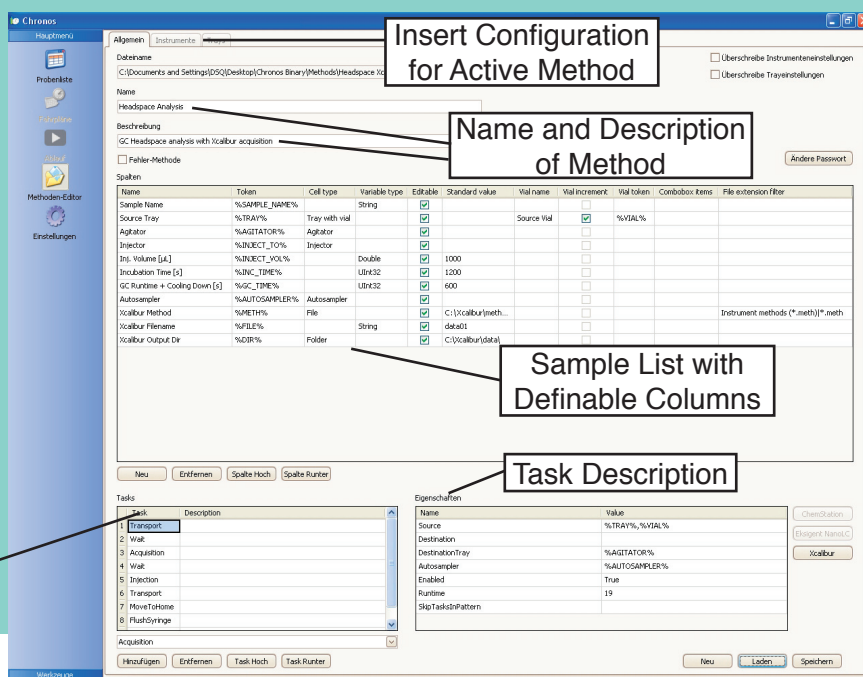 Chronos
Hauptmenü
Probenliste
Ablauf
Methoden-Editor
Einstellungen
Werkzeuge
Allgemein Instrumente Trays
Insert Configuration
for Active Method
Dateiname
C:\Documents and Settings\DSQ\Desktop\Chronos Binary\Methods\Headspace Xc
Überschreibe Instrumenteneinstellungen
Überschreibe Trayeinstellungen
Name
Headspace Analysis
Name and Description
of Method
Beschreibung
GC Headspace analysis with Xcalibur acquisition
Fehler-Methode
Ändere Passwort
Spalten
Name Token Cell type Variable type Editable Standard value Vial name Vial increment Vial token Combobox items File extension filter
Sample Name %SAMPLE_NAME% String
Source Tray %TRAY% Tray with vial Source Vial %VIAL%
Agitator %AGITATOR% Agitator
Injector %INJECT_TO% Injector
Inj. Volume [µL] %INJECT_VOL% Double 1000
Incubation Time [s] %INC_TIME% UInt32 1200
GC Runtime + Cooling Down [s] %GC_TIME% UInt32 600
Autosampler %AUTOSAMPLER% Autosampler
Xcalibur Method %METH% File C:\Xcalibur\meth... Instrument methods (*.meth)|*.meth
Xcalibur Filename %FILE% String data01
Xcalibur Output Dir %DIR% Folder C:\Xcalibur\data\
Sample List with
Definable Columns
Neu Entfernen Spalte Hoch Spalte Runter
Task Description
Tasks
Task Description
1 Transport
2 Wait
3 Acquisition
4 Wait
5 Injection
6 Transport
7 MoveToHome
8 FlushSyringe
Acquisition
Hinzufügen Entfernen Task Hoch Task Runter
Eigenschaften
Name Value
Source %TRAY%,%VIAL%
Destination
DestinationTray %AGITATOR%
Autosampler %AUTOSAMPLER%
Enabled True
Runtime 19
SkipTasksInPattern
ChemStation
Eksigent NanoLC
Xcalibur
Neu Laden Speichern